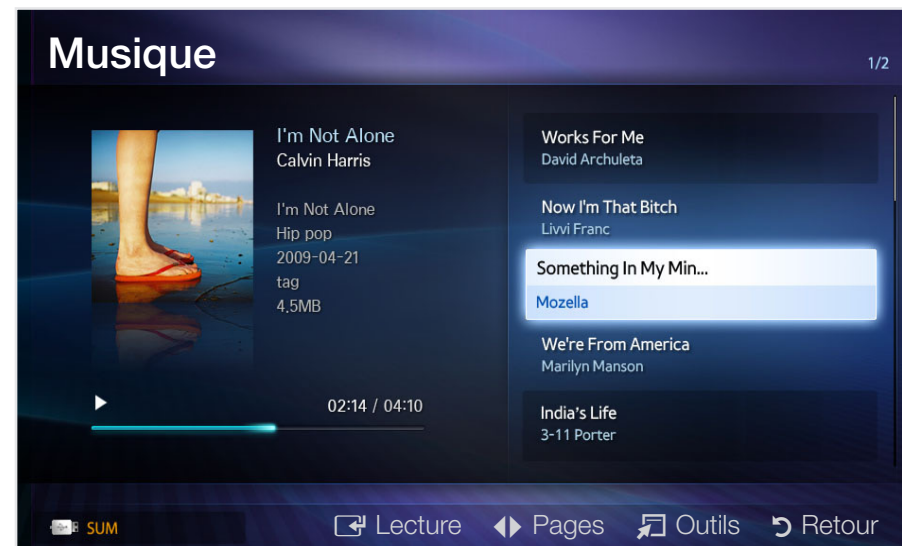 Musique
1/2
I'm Not Alone
Calvin Harris
I'm Not Alone
Hip pop
2009-04-21
tag
4.5MB
02:14 / 04:10
Works For Me
David Archuleta
Now I'm That Bitch
Livvi Franc
Something In My Min...
Mozella
We're From America
Marilyn Manson
India's Life
3-11 Porter
SUM
Lecture
Pages
Outils
Retour